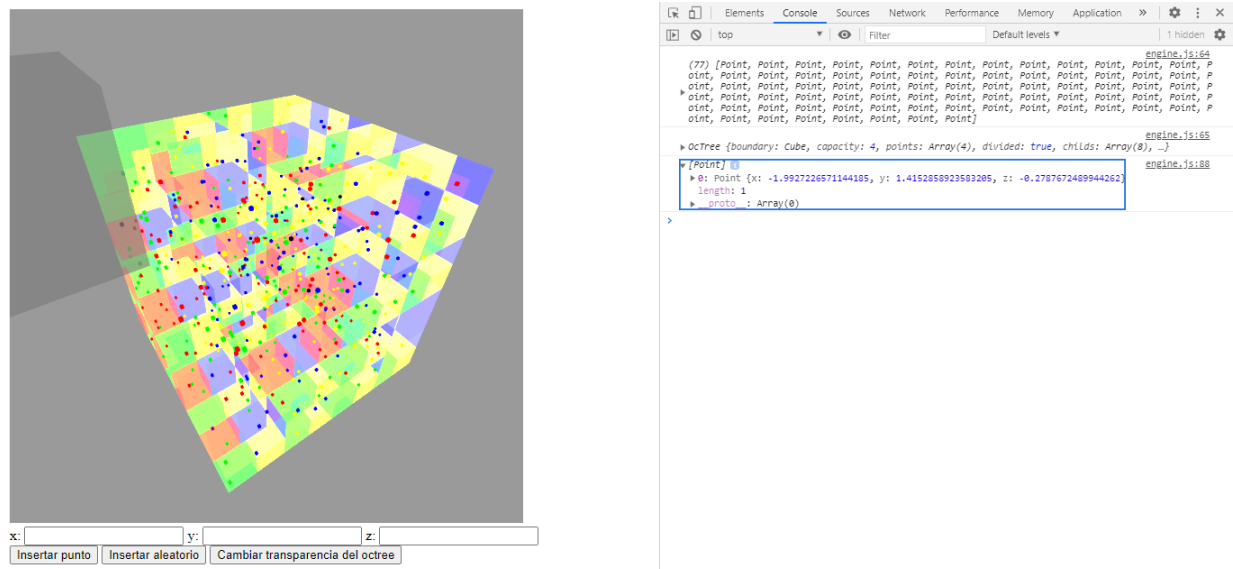 Elements Console Sources Network Performance Memory Application »
top Filter Default levels ▼ 1 hidden
engine.js:64
(77) [Point, Point, Point, Point, Point, Point, Point, Point, Point, Point, Point, Point, Point, P
oint, Point, Point, Point, Point, Point, Point, Point, Point, Point, Point, Point, Point, Point, P
oint, Point, Point, Point, Point, Point, Point, Point, Point, Point, Point, Point, Point, Point, P
oint, Point, Point, Point, Point, Point, Point, Point, Point, Point, Point, Point, Point, Point, P
oint, Point, Point, Point, Point, Point, Point, Point, Point, Point, Point, Point, Point, Point, P
oint, Point, Point, Point, Point, Point, Point, Point]
engine.js:65
OcTree {boundary: Cube, capacity: 4, points: Array(4), divided: true, childs: Array(8), …}
engine.js:88
[Point]
0: Point {x: -1.9927226571144185, y: 1.4152858923583205, z: -0.2787672489944262}
length: 1
__proto__: Array(0)
x: y: z:
Insertar punto Insertar aleatorio Cambiar transparencia del octree